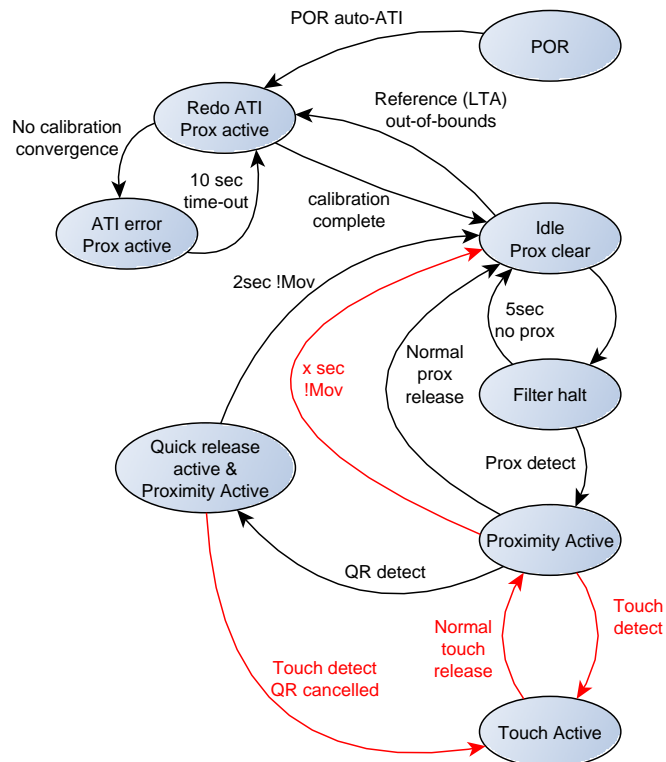 POR auto-ATI
POR
Redo ATI
Prox active
Reference (LTA)
out-of-bounds
No calibration
convergence
10 sec
time-out
calibration
complete
ATI error
Prox active
Idle
Prox clear
2sec !Mov
5sec
no prox
x sec
!Mov
Normal
prox
release
Filter halt
Quick release
active &
Proximity Active
Prox detect
Proximity Active
QR detect
Touch
detect
Normal
touch
release
Touch detect
QR cancelled
Touch Active